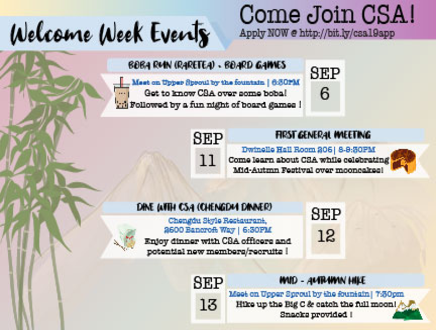 Welcome Week Events
Come Join CSA!
Apply NOW @ http://bit.ly/csa19app
BOBA RUN (RARETEA) + BOARD GAMES
Meet on Upper Sproul by the fountain | 6:30PM
Get to know CSA over some boba!
Followed by a fun night of board games !
SEP
6
SEP
11
FIRST GENERAL MEETING
Dwinelle Hall Room 206| 8-9:30PM
Come learn about CSA while celebrating
Mid-Autmn Festival over mooncakes!
DINE WITH CSA (CHENGDU DINNER)
Chengdu Style Restaurant,
2600 Bancroft Way | 6:30PM
Enjoy dinner with CSA officers and
potential new members/recruits !
SEP
12
SEP
13
MID - AUTUMN HIKE
Meet on Upper Sproul by the fountain| 7:30pm
Hike up the Big C & catch the full moon!
Snacks provided !